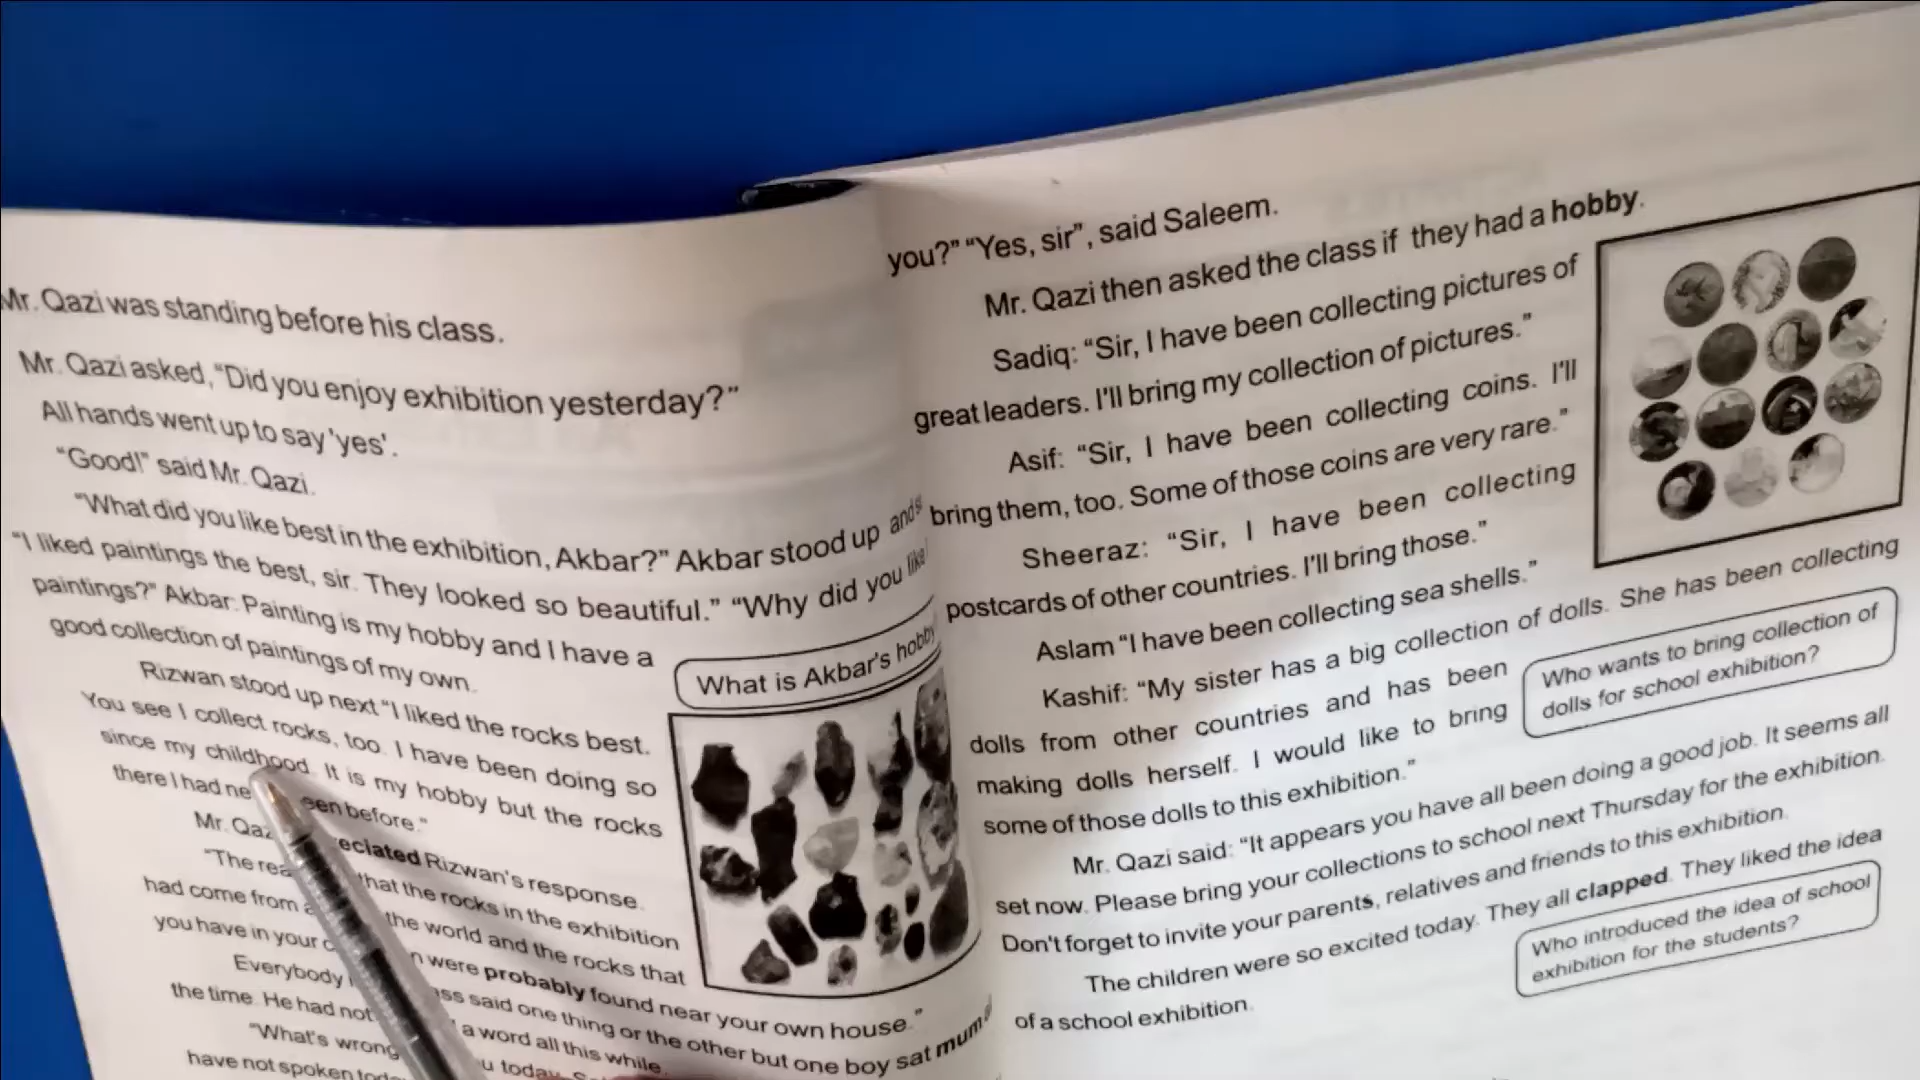 Mr. Qazi was standing before his class.
Mr. Qazi asked, “Did you enjoy exhibition yesterday?”
All hands went up to say 'yes'.
“Good!” said Mr. Qazi.
“What did you like best in the exhibition, Akbar?” Akbar stood up and
“I liked paintings the best, sir. They looked so beautiful.” “Why did you like
paintings?” Akbar: Painting is my hobby and I have a
good collection of paintings of my own.
What is Akbar's hobby
Rizwan stood up next “I liked the rocks best.
You see I collect rocks, too. I have been doing so
since my childhood. It is my hobby but the rocks
there I had een before.”
Mr. eciated Rizwan's response.
“The that the rocks in the exhibition
had come from the world and the rocks that
you have in your were probably found near your own house.”
Everybody said one thing or the other but one boy sat mum
the time. He had not a word all this while.
“What's wrong today,
have not spoken
you?” “Yes, sir”, said Saleem.
Mr. Qazi then asked the class if they had a hobby.
Sadiq: “Sir, I have been collecting pictures of
great leaders. I'll bring my collection of pictures.”
Asif: “Sir, I have been collecting coins. I'll
bring them, too. Some of those coins are very rare.”
Sheeraz: “Sir, I have been collecting
postcards of other countries. I'll bring those.”
Aslam “I have been collecting sea shells.”
Kashif: “My sister has a big collection of dolls. She has been collecting
dolls from other countries and has been
making dolls herself. I would like to bring
some of those dolls to this exhibition.”
Who wants to bring collection of
dolls for school exhibition?
Mr. Qazi said: “It appears you have all been doing a good job. It seems all
set now. Please bring your collections to school next Thursday for the exhibition.
Don't forget to invite your parents, relatives and friends to this exhibition.
The children were so excited today. They all clapped. They liked the idea
of a school exhibition.
Who introduced the idea of school
exhibition for the students?